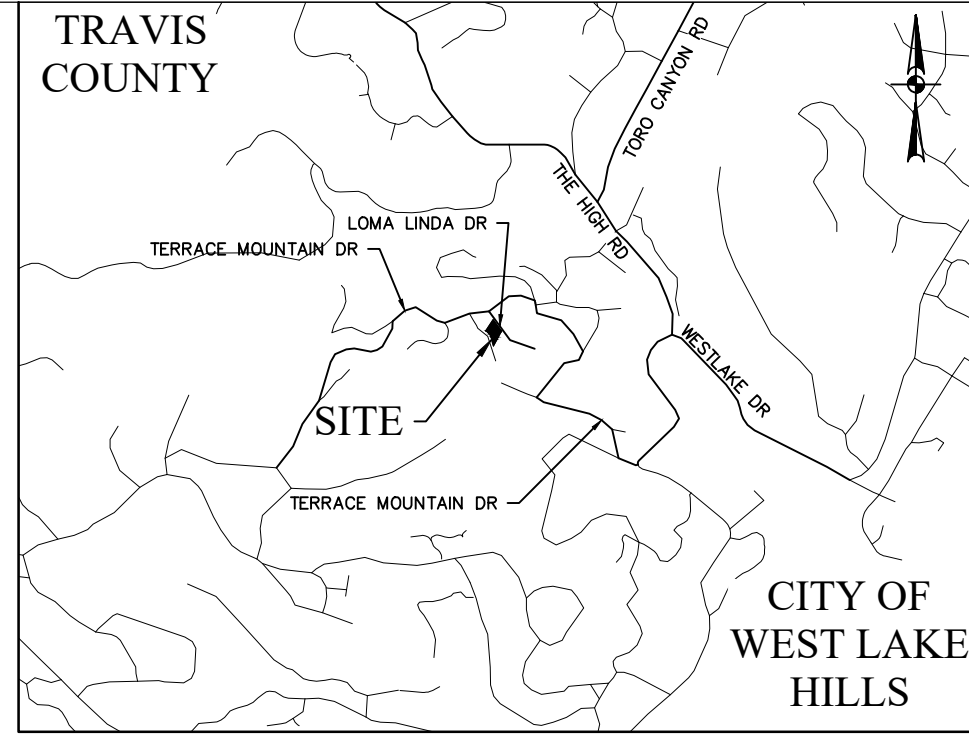 TRAVIS
COUNTY
TORO CANYON RD
THE HIGH RD
LOMA LINDA DR
TERRACE MOUNTAIN DR
WESTLAKE DR
SITE
TERRACE MOUNTAIN DR
CITY OF
WEST LAKE
HILLS